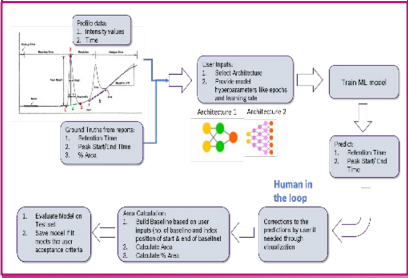 Profile data:
1. Intensity values
2. Time
User Inputs:
1. Select Architecture
2. Provide model
hyperparameters like epochs
and learning rate
Train ML model
Architecture 1
Architecture 2
Ground Truths from reports:
1. Retention Time
2. Peak Start/End Time
3. % Area
Predict:
1. Retention Time
2. Peak Start/ End
Time
Human in
the loop
Area Calculation:
1. Build Baseline based on user
inputs (no. of baseline and index
position of start & end of baseline)
2. Calculate Area
3. Calculate % Area
Corrections to the
predictions by user if
needed through
visualization
1. Evaluate Model on
Test set
2. Save model if it
meets the user
acceptance criteria